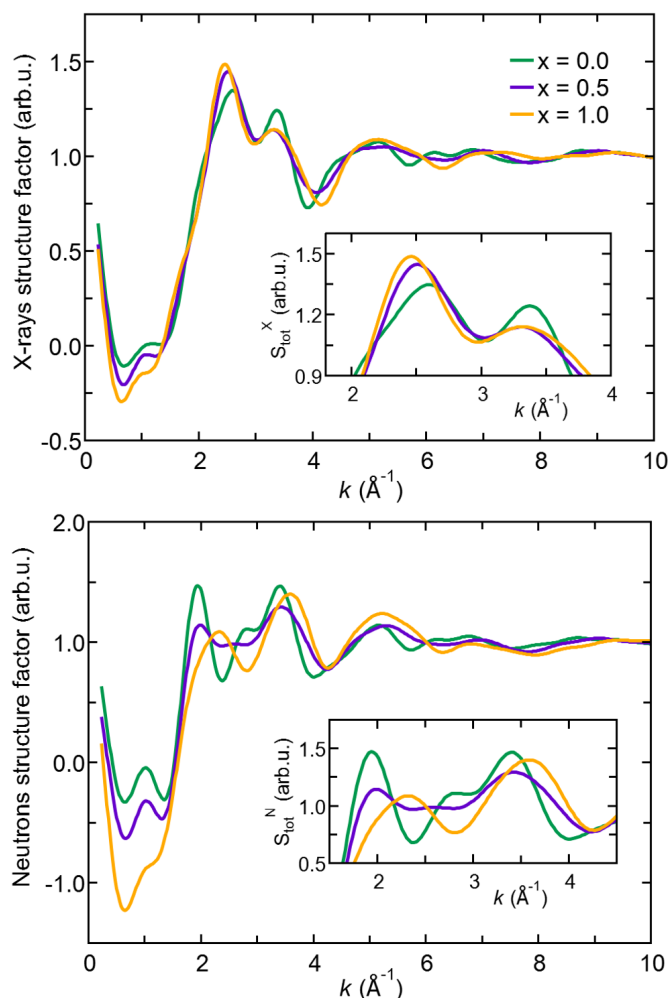 X-rays structure factor (arb.u.)
1.5
1.0
0.5
0.0
-0.5
x = 0.0
x = 0.5
x = 1.0
S_tot^X (arb.u.)
1.5
1.2
0.9
2 3 4
k (Å⁻¹)
0 2 4 6 8 10
k (Å⁻¹)
Neutrons structure factor (arb.u.)
2.0
1.0
0.0
-1.0
S_tot^N (arb.u.)
1.5
1.0
0.5
2 3 4
k (Å⁻¹)
0 2 4 6 8 10
k (Å⁻¹)